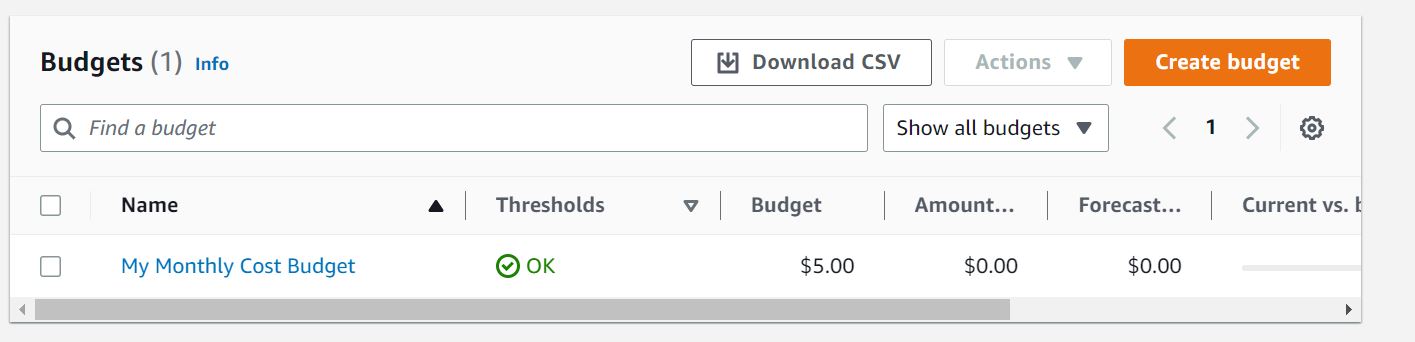 Budgets (1) Info Download CSV Actions Create budget
Find a budget Show all budgets 1
Name Thresholds Budget Amount... Forecast... Current vs. b
My Monthly Cost Budget OK $5.00 $0.00 $0.00